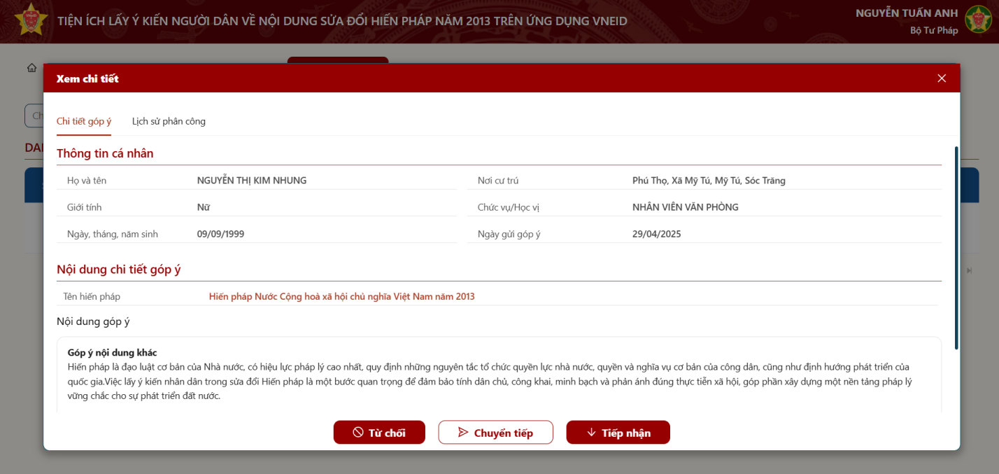 TIỆN ÍCH LẤY Ý KIẾN NGƯỜI DÂN VỀ NỘI DUNG SỬA ĐỔI HIẾN PHÁP NĂM 2013 TRÊN ỨNG DỤNG VNEID
NGUYỄN TUẤN ANH
Bộ Tư Pháp
Xem chi tiết
Chi tiết góp ý
Lịch sử phân công
Thông tin cá nhân
Họ và tên NGUYỄN THỊ KIM NHUNG
Nơi cư trú Phú Thọ, Xã Mỹ Tú, Mỹ Tú, Sóc Trăng
Giới tính Nữ
Chức vụ/Học vị NHÂN VIÊN VĂN PHÒNG
Ngày, tháng, năm sinh 09/09/1999
Ngày gửi góp ý 29/04/2025
Nội dung chi tiết góp ý
Tên hiến pháp Hiến pháp Nước Cộng hoà xã hội chủ nghĩa Việt Nam năm 2013
Nội dung góp ý
Góp ý nội dung khác
Hiến pháp là đạo luật cơ bản của Nhà nước, có hiệu lực pháp lý cao nhất, quy định những nguyên tắc tổ chức quyền lực nhà nước, quyền và nghĩa vụ cơ bản của công dân, cũng như định hướng phát triển của
quốc gia.Việc lấy ý kiến nhân dân trong sửa đổi Hiến pháp là một bước quan trọng để đảm bảo tính dân chủ, công khai, minh bạch và phản ánh đúng thực tiễn xã hội, góp phần xây dựng một nền tảng pháp lý
vững chắc cho sự phát triển đất nước.
Từ chối
Chuyển tiếp
Tiếp nhận